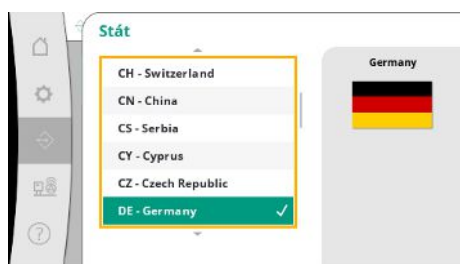 Stát
CH - Switzerland
CN - China
CS - Serbia
CY - Cyprus
CZ - Czech Republic
DE - Germany
Germany
?